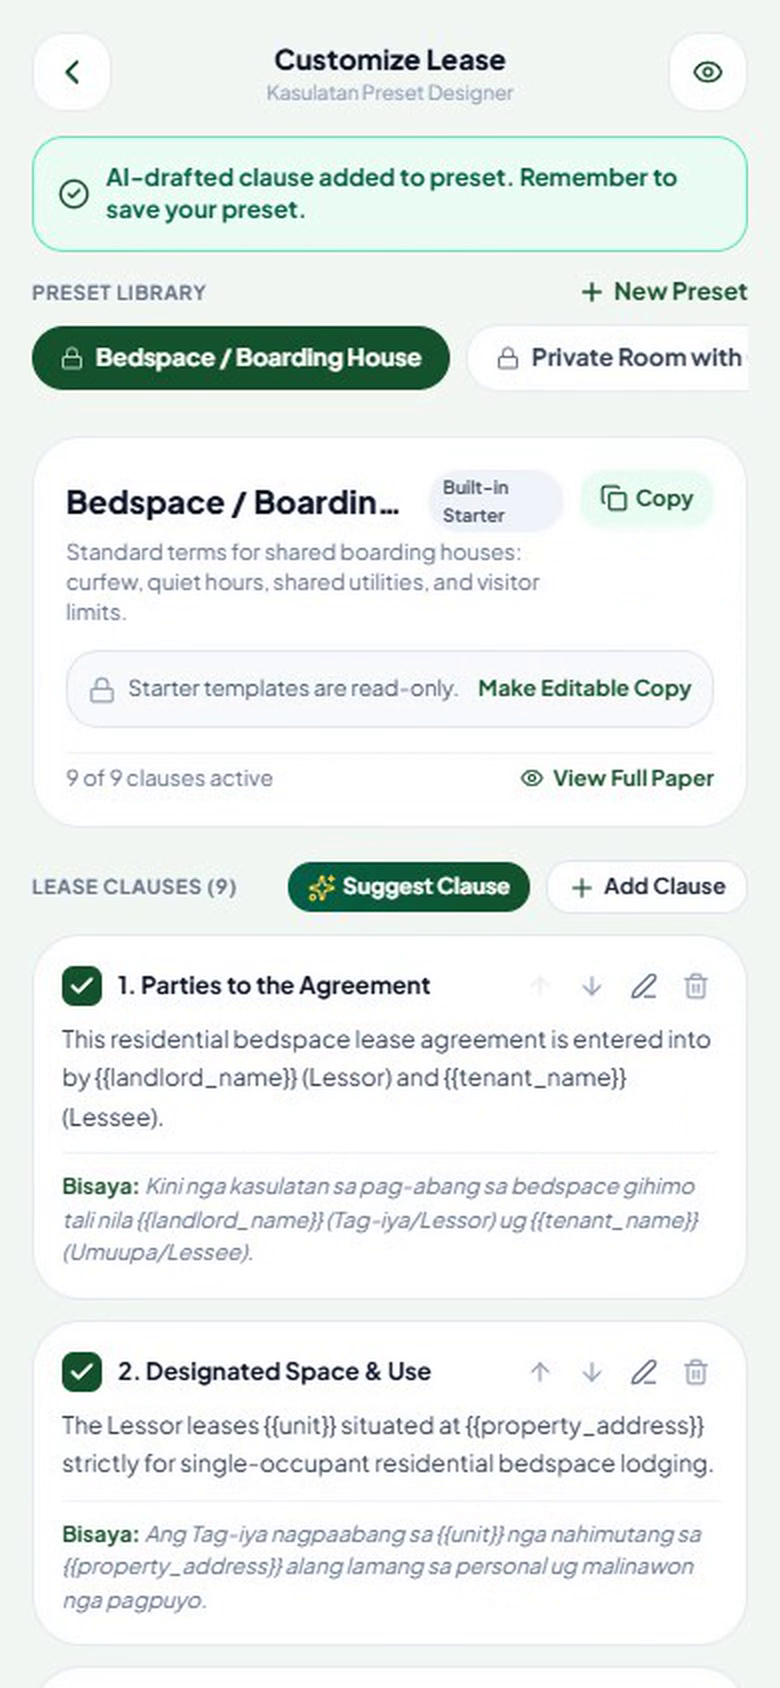 Customize Lease
Kasulatan Preset Designer
AI-drafted clause added to preset. Remember to
save your preset.
PRESET LIBRARY
+ New Preset
Bedspace / Boarding House
Private Room with
Bedspace / Boardin...
Built-in
Starter
Copy
Standard terms for shared boarding houses:
curfew, quiet hours, shared utilities, and visitor
limits.
Starter templates are read-only. Make Editable Copy
9 of 9 clauses active
View Full Paper
LEASE CLAUSES (9)
Suggest Clause
+ Add Clause
1. Parties to the Agreement
This residential bedspace lease agreement is entered into
by {{landlord_name}} (Lessor) and {{tenant_name}}
(Lessee).
Bisaya: Kini nga kasulatan sa pag-abang sa bedspace gihimo
tali nila {{landlord_name}} (Tag-iya/Lessor) ug {{tenant_name}}
(Umuupa/Lessee).
2. Designated Space & Use
The Lessor leases {{unit}} situated at {{property_address}}
strictly for single-occupant residential bedspace lodging.
Bisaya: Ang Tag-iya nagpaabang sa {{unit}} nga nahimutang sa
{{property_address}} alang lamang sa personal ug malinawon
nga pagpuyo.